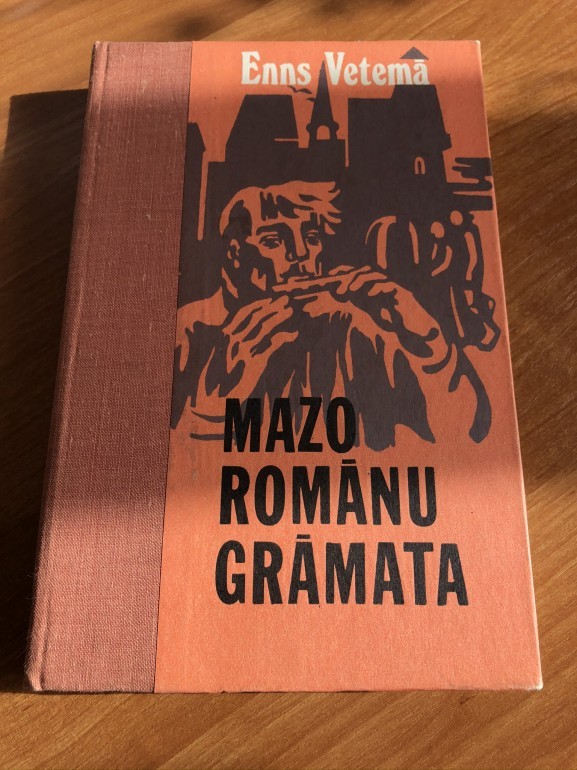 Enns Vetemā
MAZO
ROMĀNU
GRĀMATA